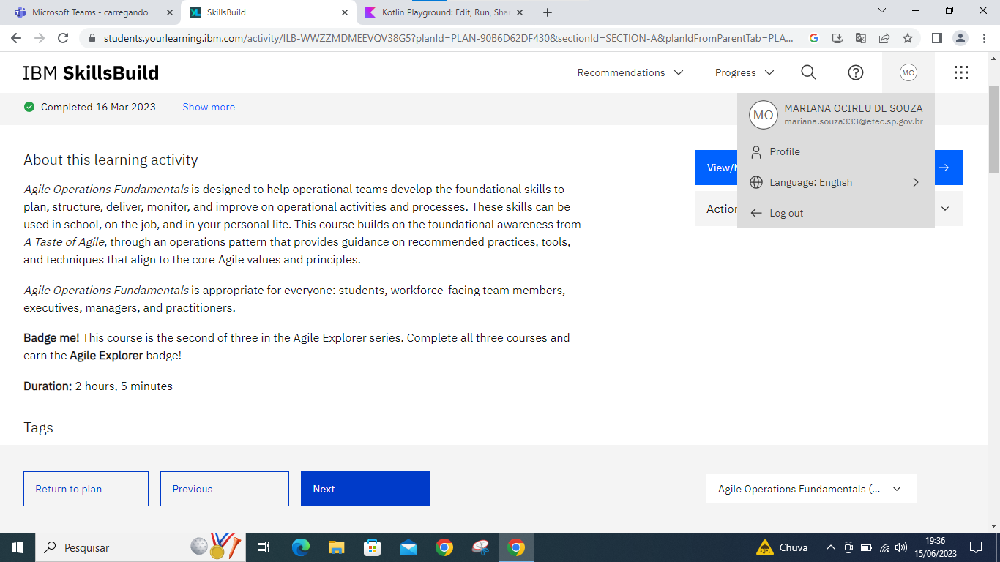 Microsoft Teams - carregando
SkillsBuild
Kotlin Playground: Edit, Run, Sha
students.yourlearning.ibm.com/activity/ILB-WWZZMDMEEVQV38G5?planId=PLAN-90B6D62DF430&sectionId=SECTION-A&planIdFromParentTab=PLA...
IBM SkillsBuild
Recommendations
Progress
MO
Completed 16 Mar 2023
Show more
MO
MARIANA OCIREU DE SOUZA
mariana.souza333@etec.sp.gov.br
Profile
Language: English
Log out
View/
Action
About this learning activity
Agile Operations Fundamentals is designed to help operational teams develop the foundational skills to
plan, structure, deliver, monitor, and improve on operational activities and processes. These skills can be
used in school, on the job, and in your personal life. This course builds on the foundational awareness from
A Taste of Agile, through an operations pattern that provides guidance on recommended practices, tools,
and techniques that align to the core Agile values and principles.
Agile Operations Fundamentals is appropriate for everyone: students, workforce-facing team members,
executives, managers, and practitioners.
Badge me! This course is the second of three in the Agile Explorer series. Complete all three courses and
earn the Agile Explorer badge!
Duration: 2 hours, 5 minutes
Tags
Return to plan
Previous
Next
Agile Operations Fundamentals (...
Pesquisar
Chuva
19:36
15/06/2023